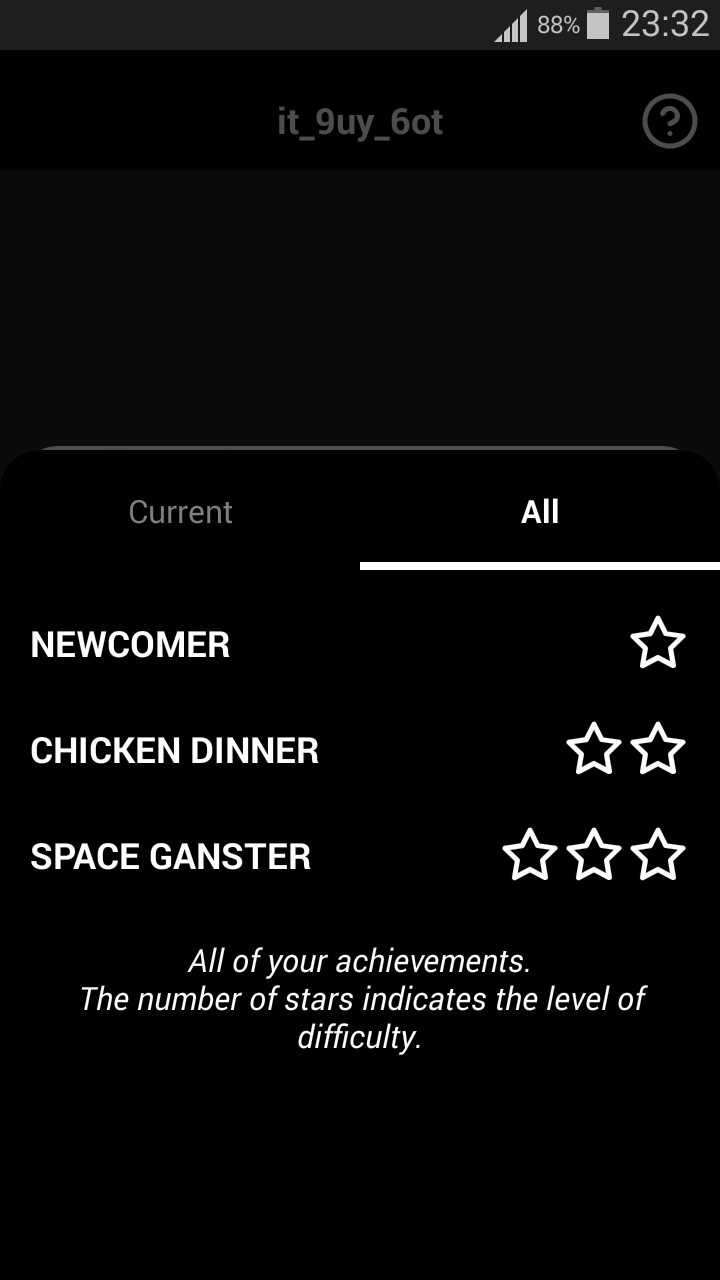 88% 23:32
it_9uy_6ot
Current All
NEWCOMER
CHICKEN DINNER
SPACE GANSTER
All of your achievements.
The number of stars indicates the level of
difficulty.